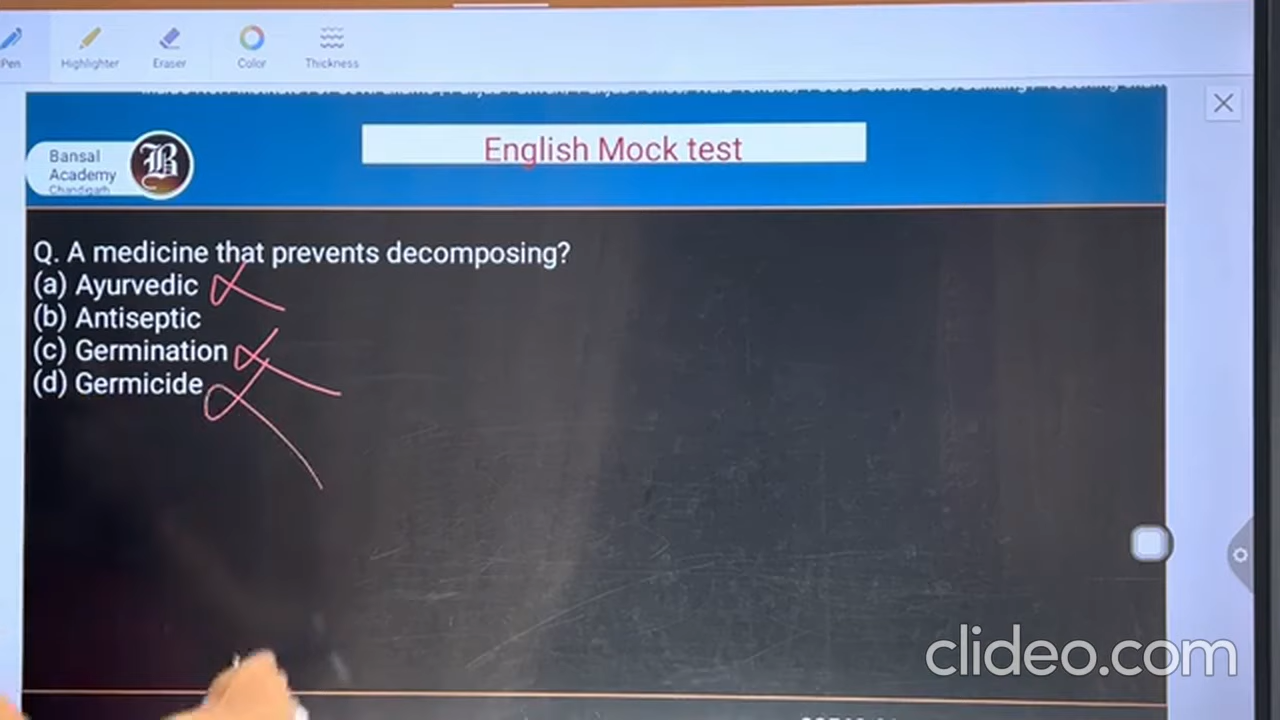 Pen Highlighter Eraser Color Thickness
Bansal
Academy
Chandigarh
B
English Mock test
Q. A medicine that prevents decomposing?
(a) Ayurvedic
(b) Antiseptic
(c) Germination
(d) Germicide
clideo.com